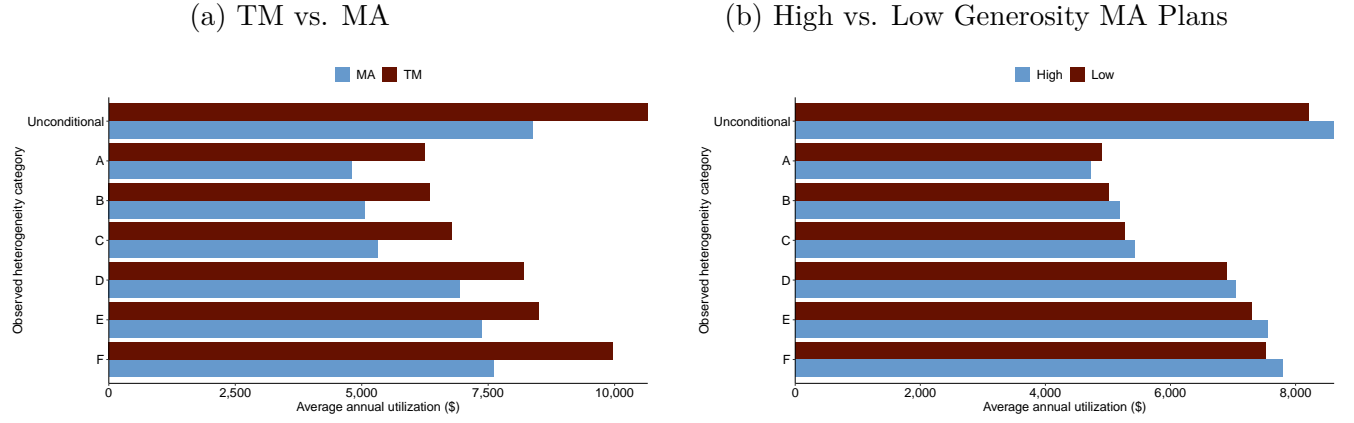 (a) TM vs. MA
MA TM
Observed heterogeneity category
Unconditional
A
B
C
D
E
F
0 2,500 5,000 7,500 10,000
Average annual utilization ($)
(b) High vs. Low Generosity MA Plans
High Low
Observed heterogeneity category
Unconditional
A
B
C
D
E
F
0 2,000 4,000 6,000 8,000
Average annual utilization ($)